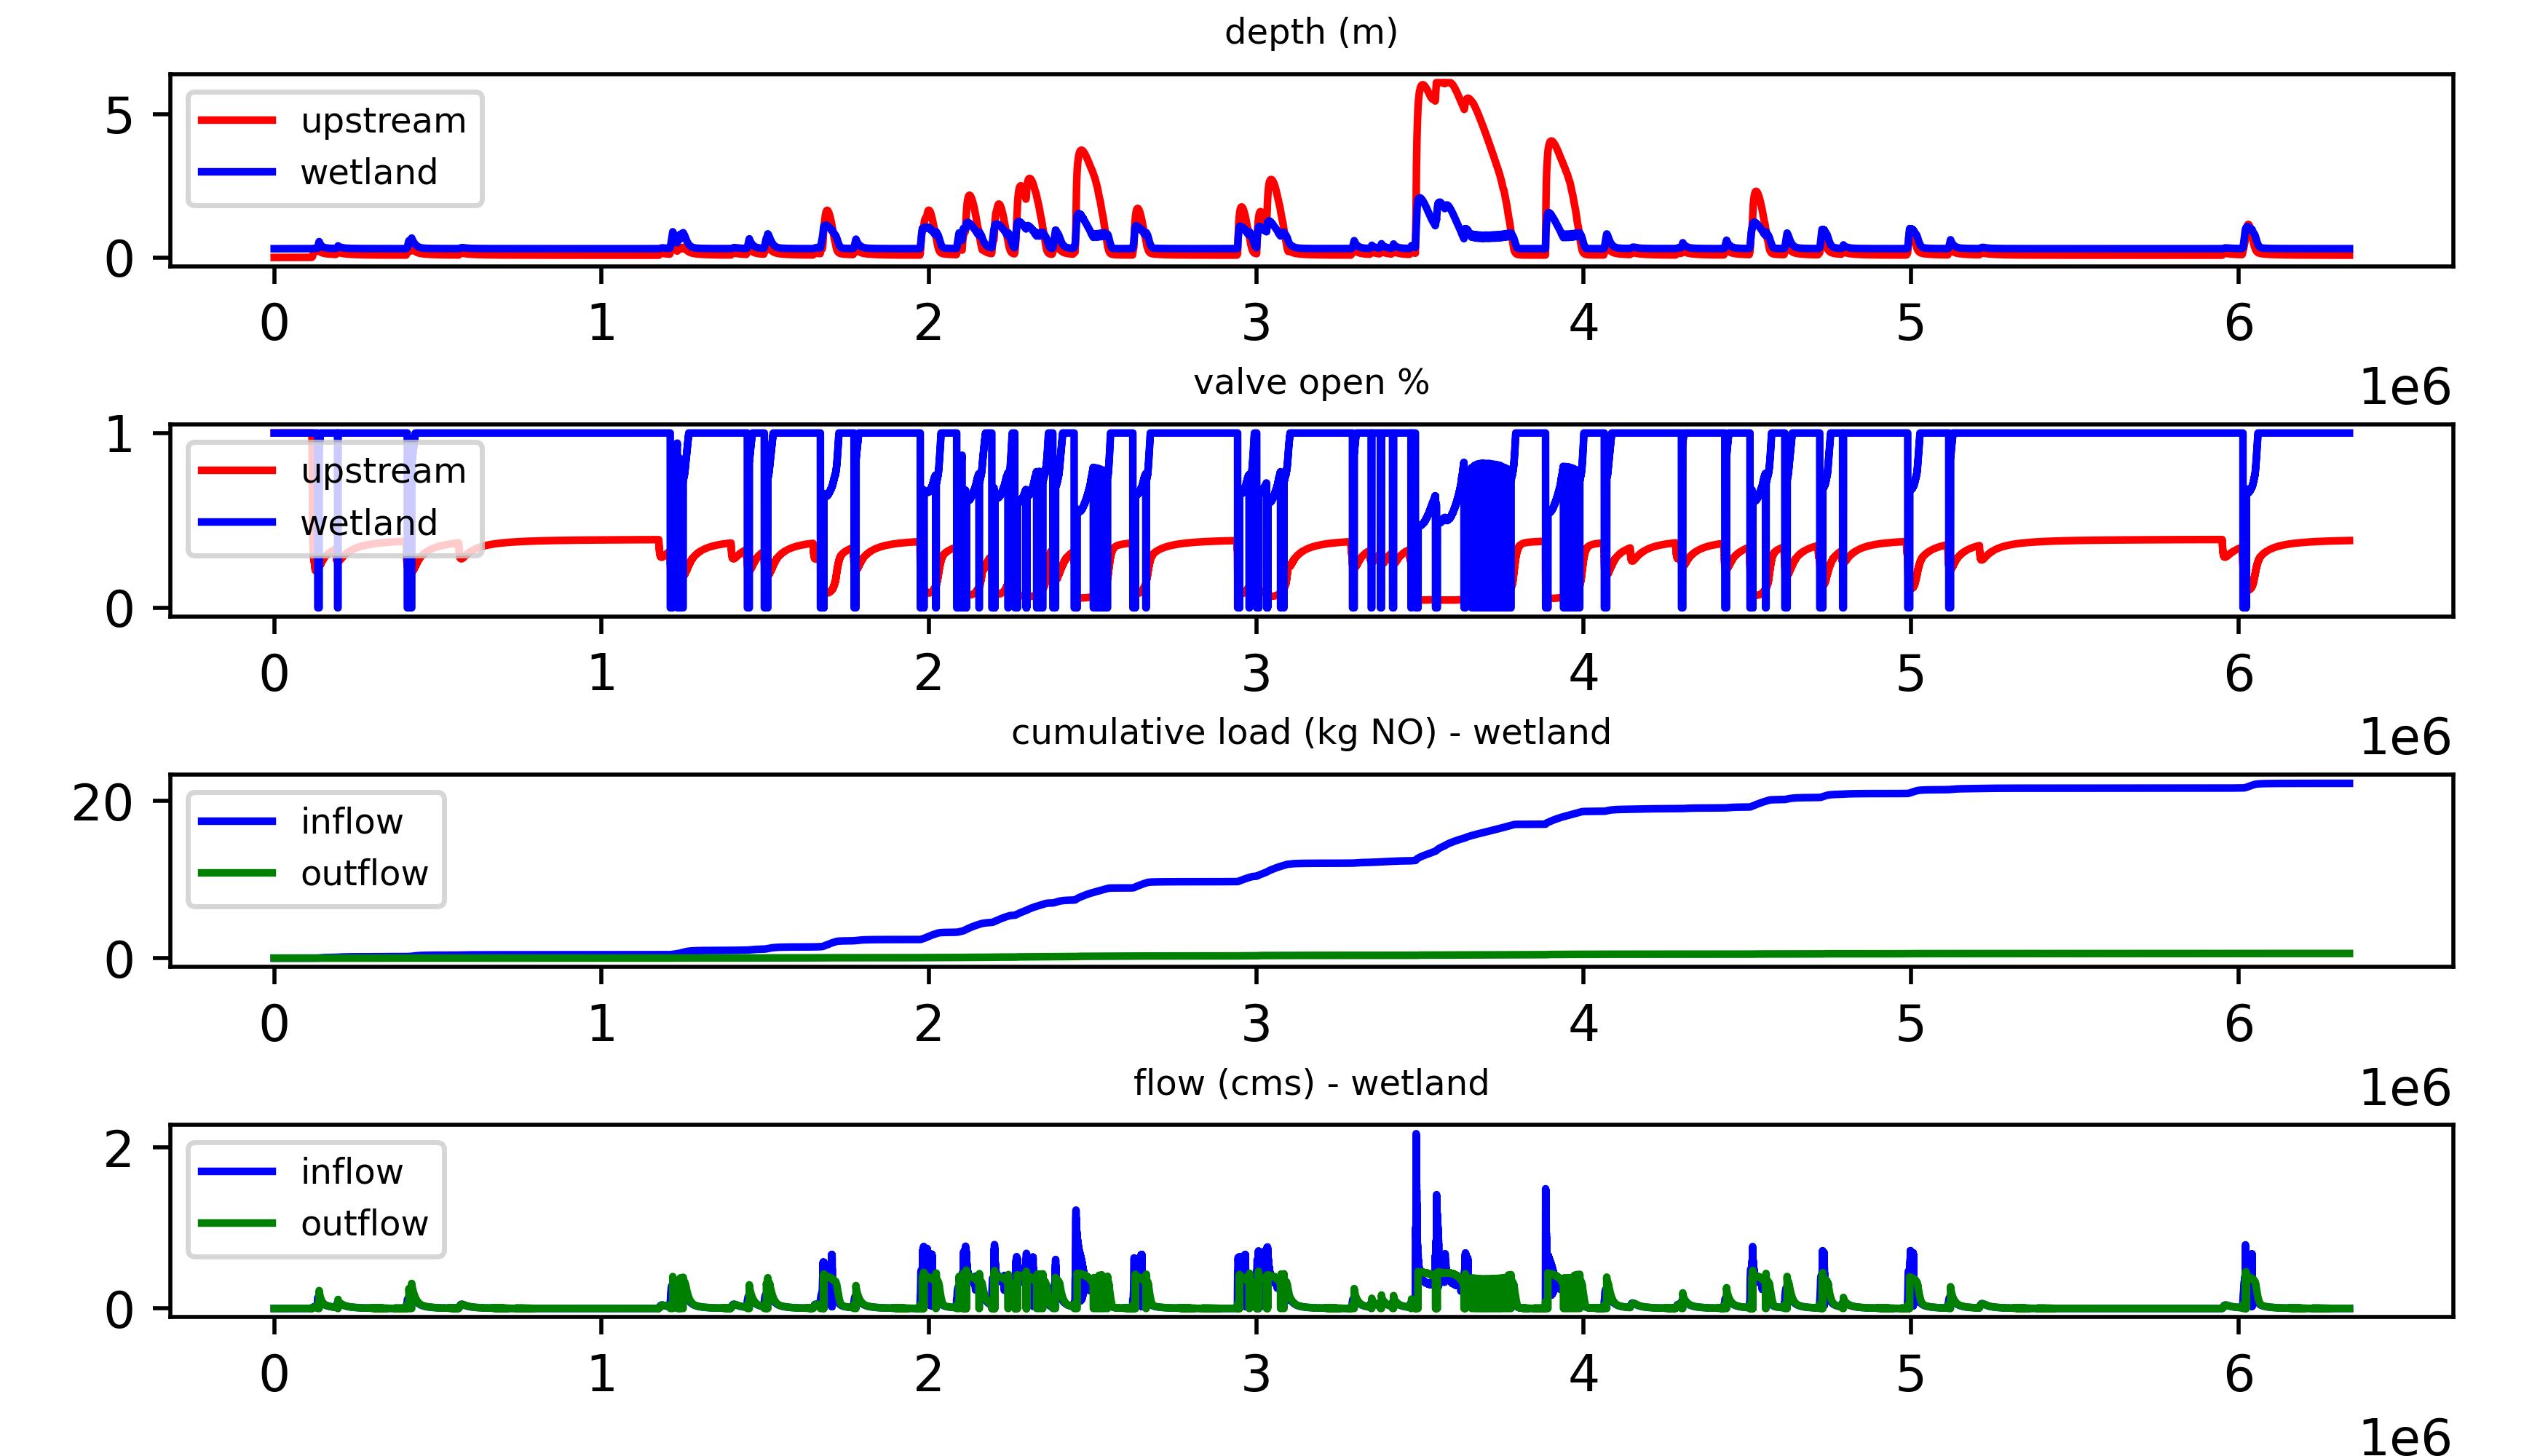 depth (m)
5
0
upstream
wetland
0 1 2 3 4 5 6
1e6
valve open %
1
0
upstream
wetland
0 1 2 3 4 5 6
1e6
cumulative load (kg NO) - wetland
20
0
inflow
outflow
0 1 2 3 4 5 6
1e6
flow (cms) - wetland
2
0
inflow
outflow
0 1 2 3 4 5 6
1e6